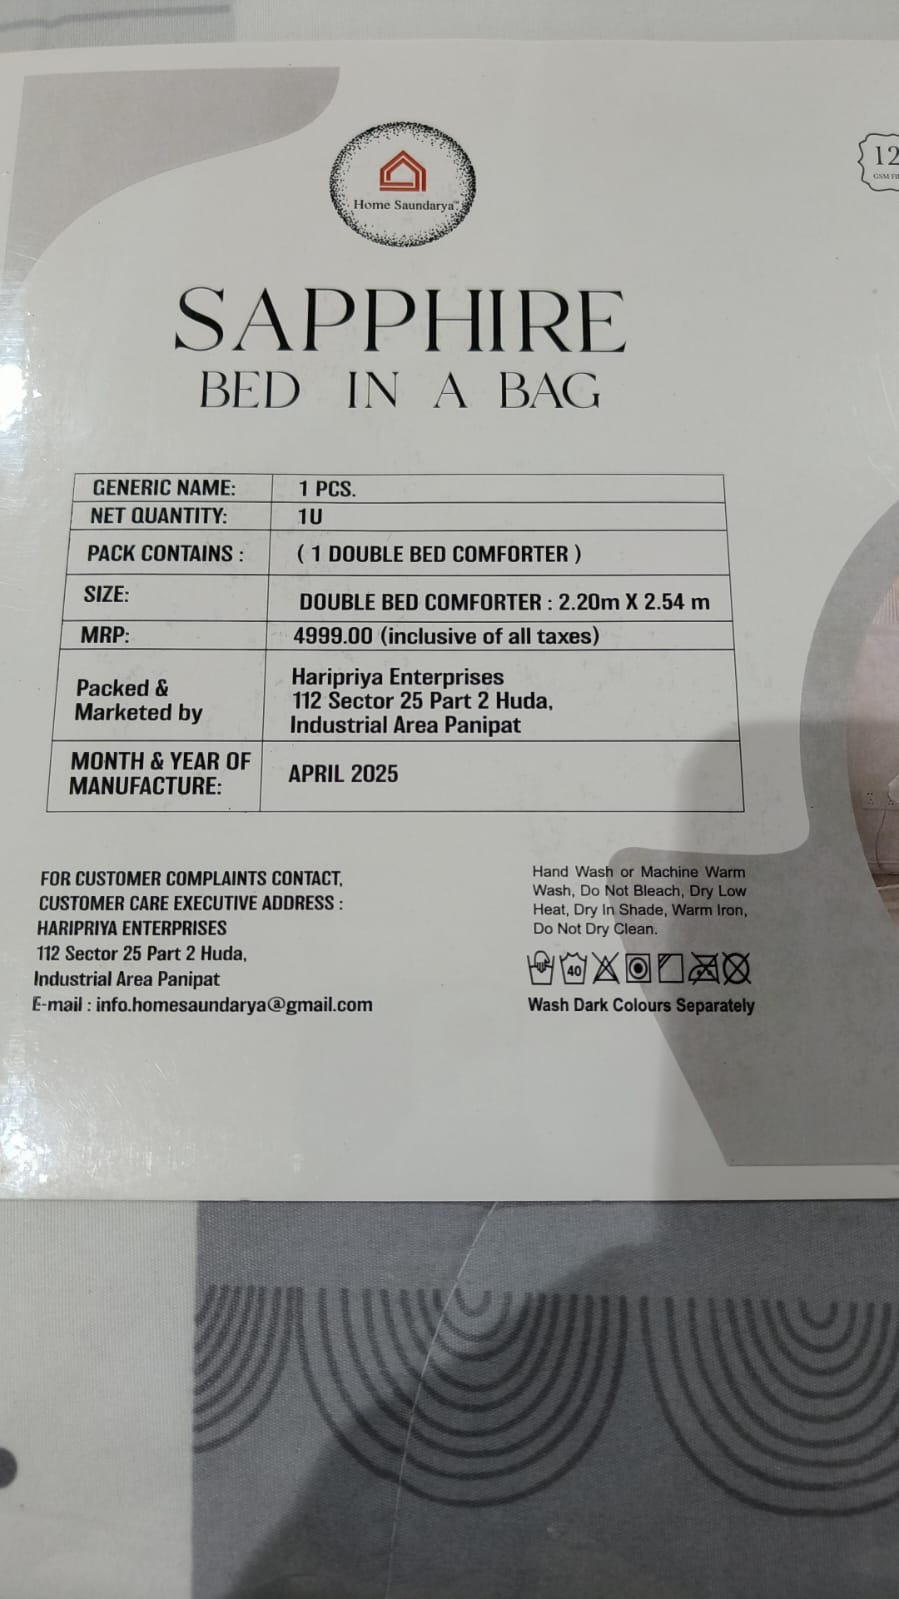 Home Saundarya™
12
SAPPHIRE
BED IN A BAG
GENERIC NAME: 1 PCS.
NET QUANTITY: 1U
PACK CONTAINS : ( 1 DOUBLE BED COMFORTER )
SIZE: DOUBLE BED COMFORTER : 2.20m X 2.54 m
MRP: 4999.00 (inclusive of all taxes)
Packed &
Marketed by
Haripriya Enterprises
112 Sector 25 Part 2 Huda,
Industrial Area Panipat
MONTH & YEAR OF
MANUFACTURE:
APRIL 2025
FOR CUSTOMER COMPLAINTS CONTACT,
CUSTOMER CARE EXECUTIVE ADDRESS :
HARIPRIYA ENTERPRISES
112 Sector 25 Part 2 Huda,
Industrial Area Panipat
E-mail : info.homesaundarya@gmail.com
Hand Wash or Machine Warm
Wash, Do Not Bleach, Dry Low
Heat, Dry In Shade, Warm Iron,
Do Not Dry Clean.
40
Wash Dark Colours Separately